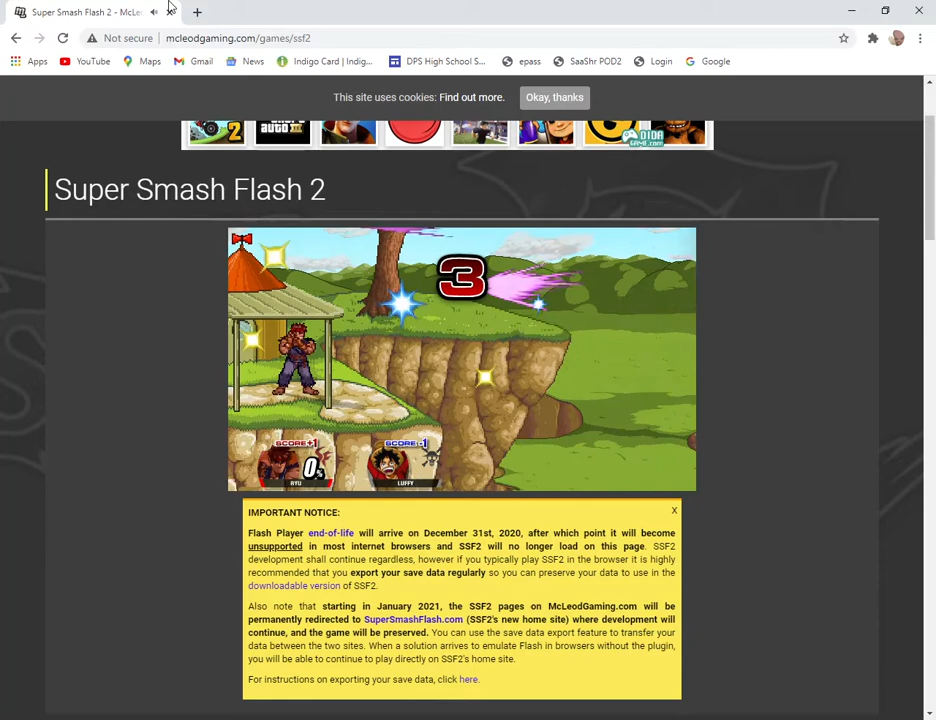 Super Smash Flash 2 - McLe
Not secure
mcleodgaming.com/games/ssf2
Apps YouTube Maps Gmail News Indigo Card | Indig... DPS High School S... epass SaaShr POD2 Login Google
This site uses cookies: Find out more. Okay, thanks
2 III DIDA
GAME.com
Super Smash Flash 2
3
SCORE+1 SCORE-1
0%
RYU LUFFY
IMPORTANT NOTICE: X
Flash Player end-of-life will arrive on December 31st, 2020, after which point it will become
unsupported in most internet browsers and SSF2 will no longer load on this page. SSF2
development shall continue regardless, however if you typically play SSF2 in the browser it is highly
recommended that you export your save data regularly so you can preserve your data to use in the
downloadable version of SSF2.
Also note that starting in January 2021, the SSF2 pages on McLeodGaming.com will be
permanently redirected to SuperSmashFlash.com (SSF2's new home site) where development will
continue, and the game will be preserved. You can use the save data export feature to transfer your
data between the two sites. When a solution arrives to emulate Flash in browsers without the plugin,
you will be able to continue to play directly on SSF2's home site.
For instructions on exporting your save data, click here.